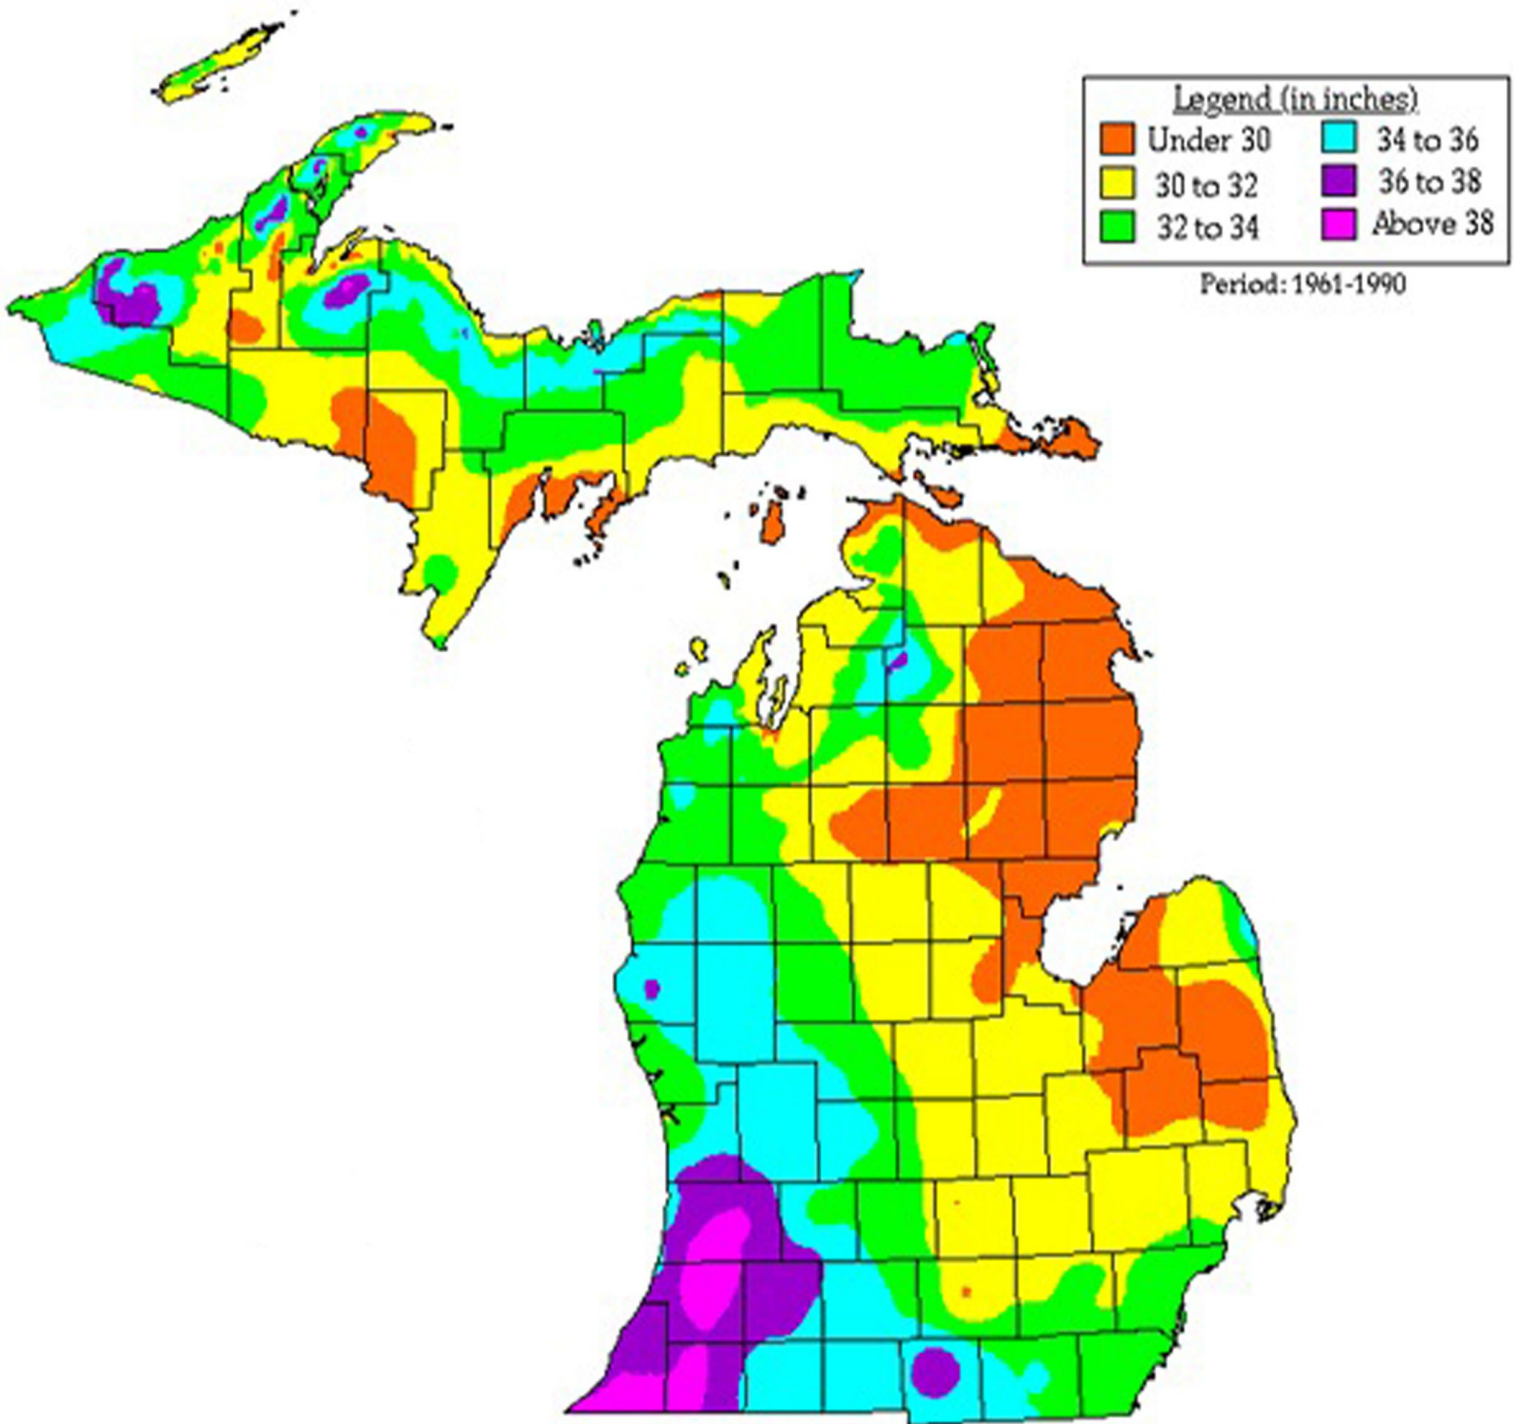 Legend (in inches)
Under 30 34 to 36
30 to 32 36 to 38
32 to 34 Above 38
Period: 1961-1990